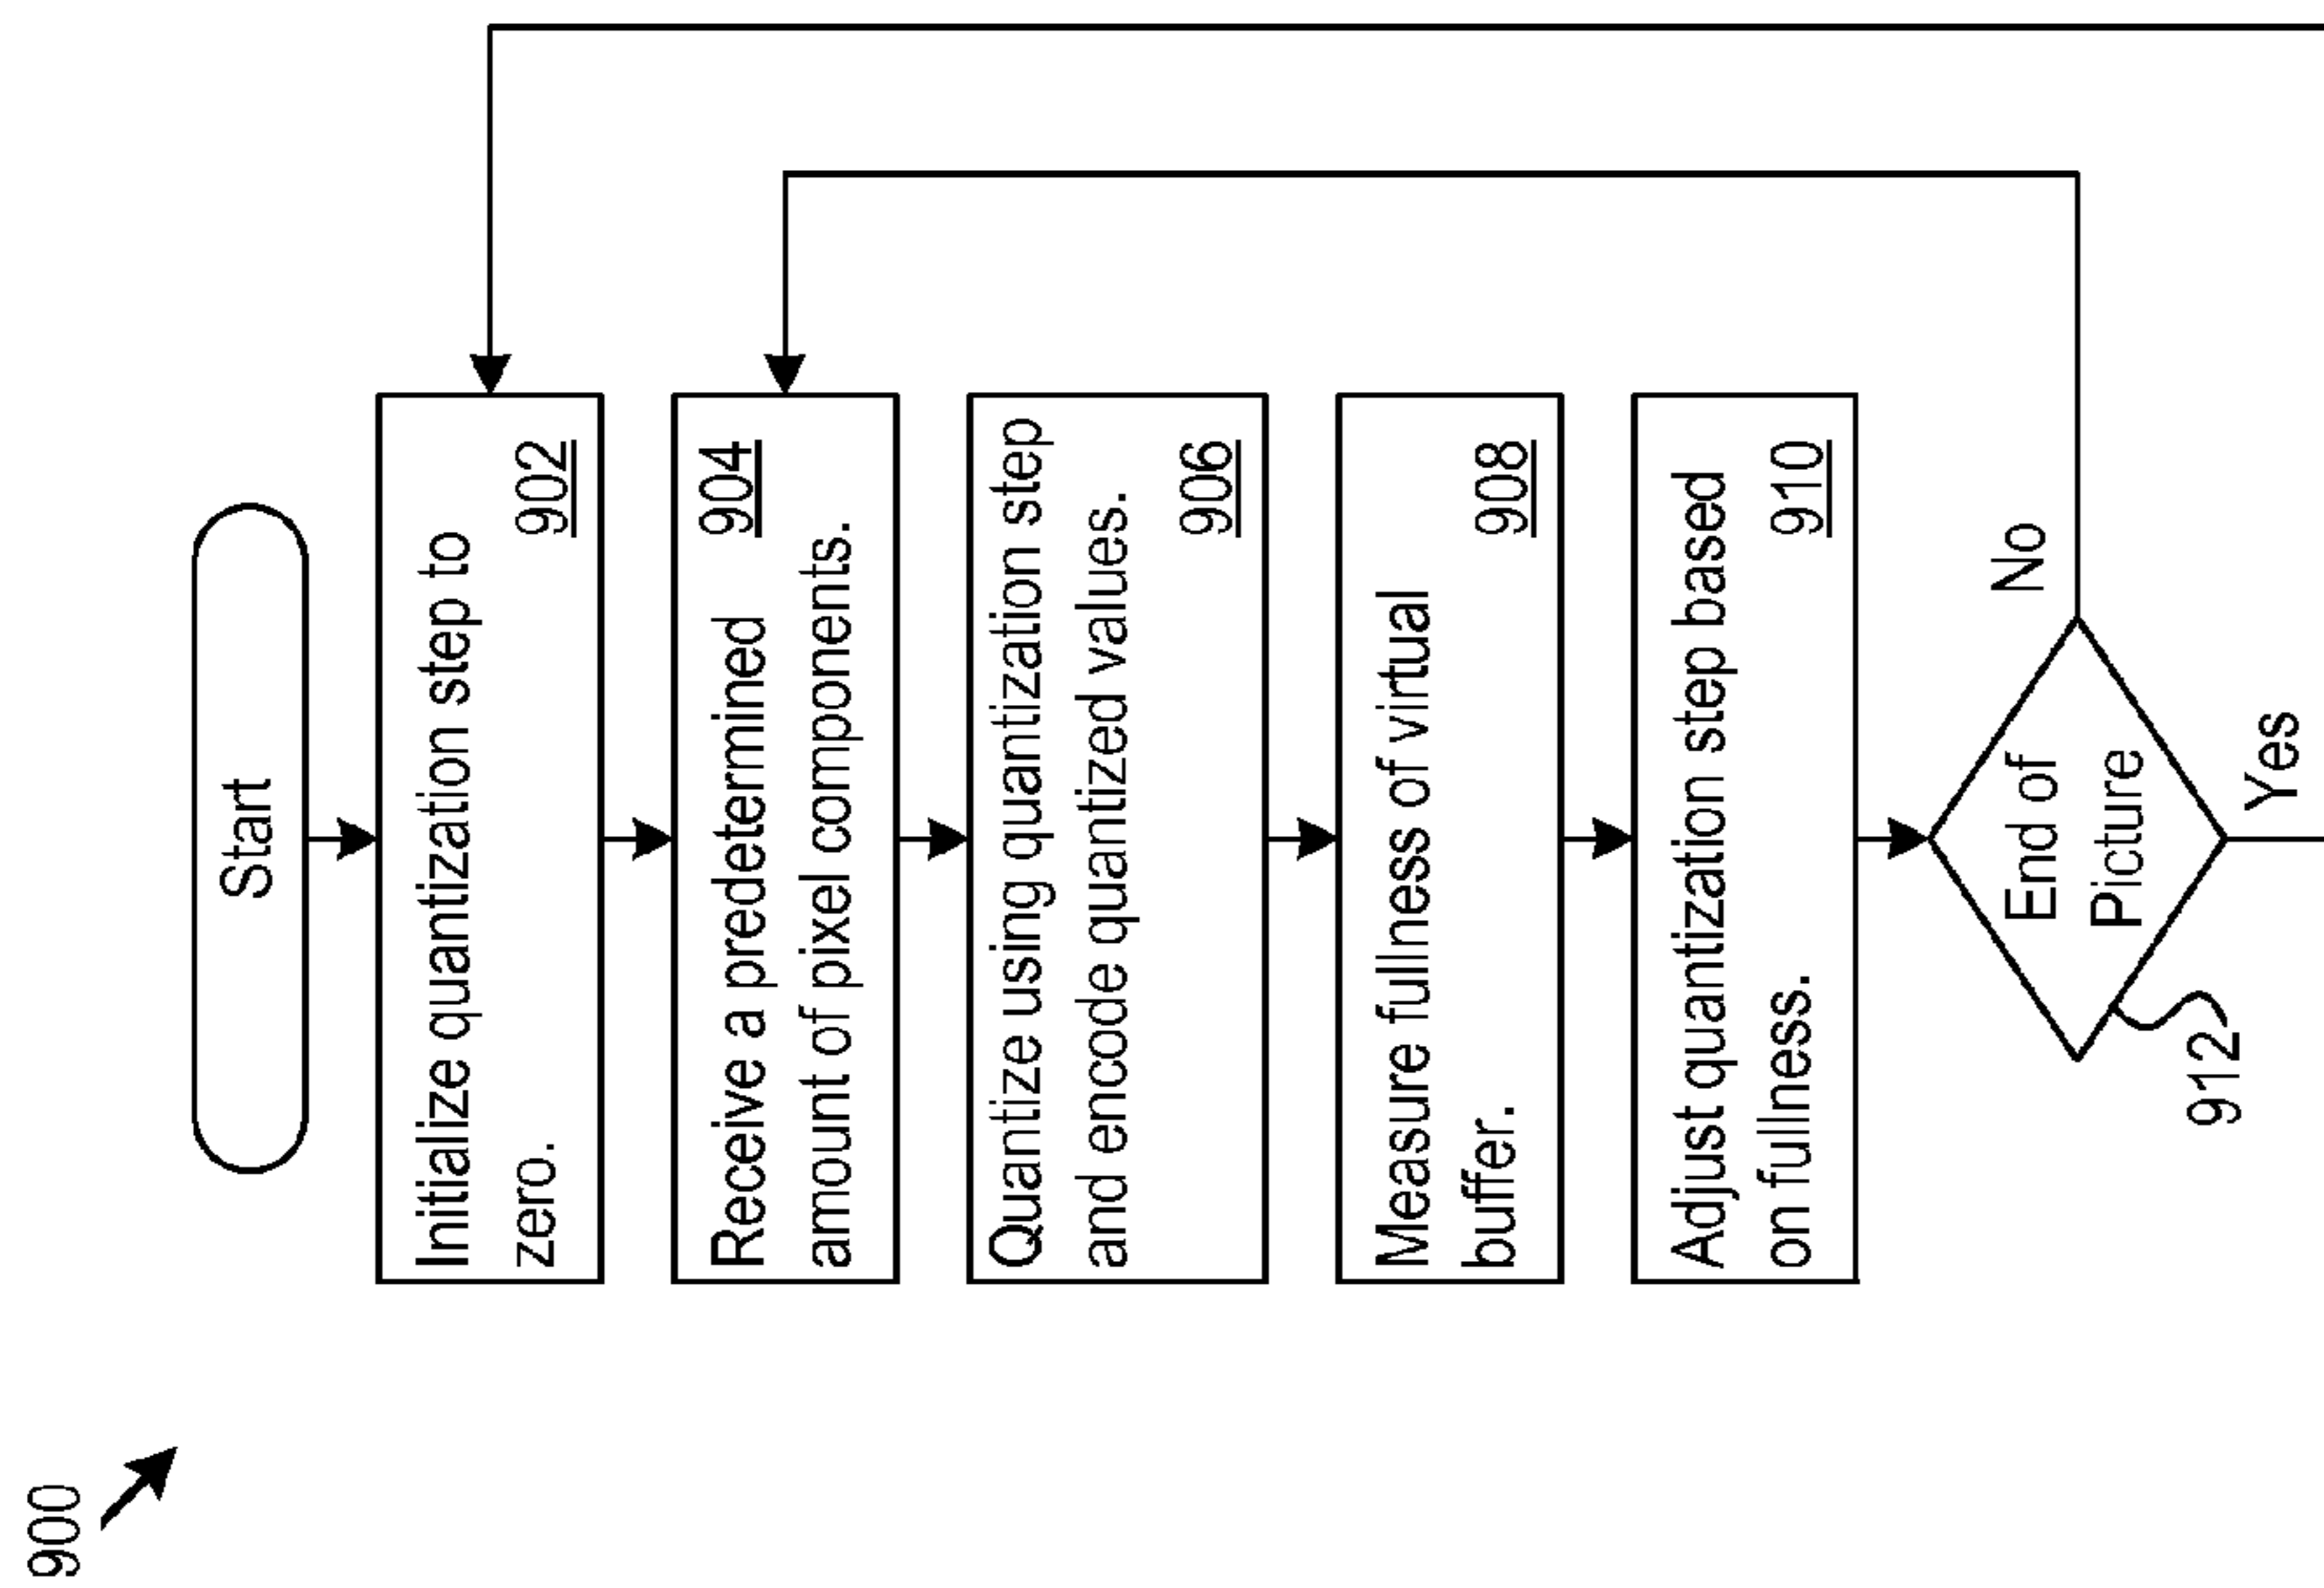 900
Start
Initialize quantization step to
zero.
902
Receive a predetermined 904
amount of pixel components.
Quantize using quantization step
and encode quantized values.
906
Measure fullness of virtual
buffer.
908
Adjust quantization step based
on fullness.
910
End of
Picture
No
912
Yes